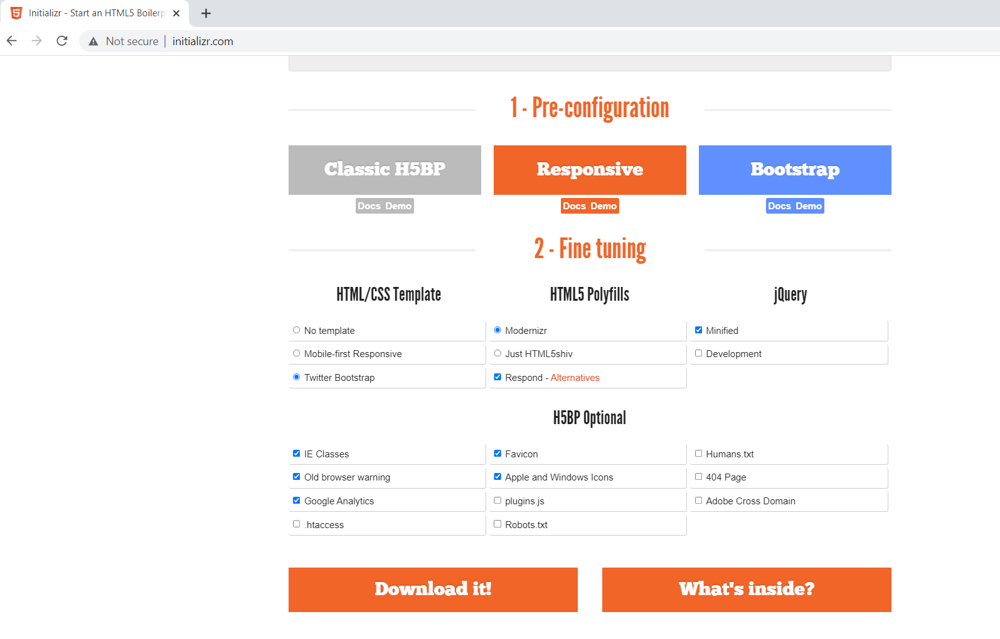 Initializr - Start an HTML5 Boilerp
Not secure | initializr.com
1 - Pre-configuration
Classic H5BP
Responsive
Bootstrap
Docs Demo
Docs Demo
Docs Demo
2 - Fine tuning
HTML/CSS Template
HTML5 Polyfills
jQuery
No template
Modernizr
Minified
Mobile-first Responsive
Just HTML5shiv
Development
Twitter Bootstrap
Respond - Alternatives
H5BP Optional
IE Classes
Favicon
Humans.txt
Old browser warning
Apple and Windows Icons
404 Page
Google Analytics
plugins.js
Adobe Cross Domain
.htaccess
Robots.txt
Download it!
What's inside?